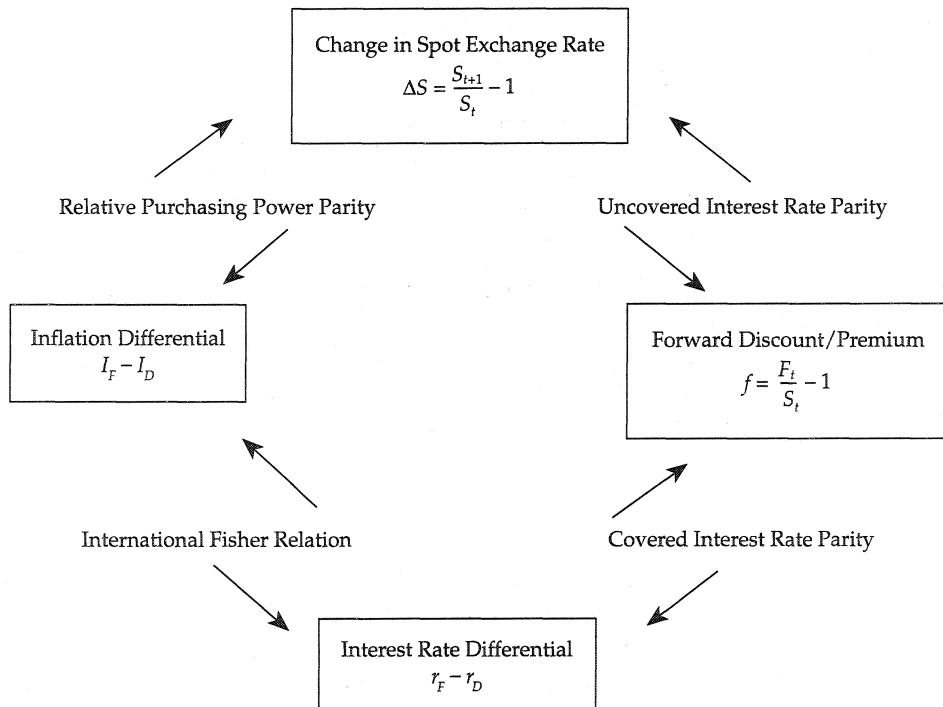 Change in Spot Exchange Rate
ΔS = S_{t+1}/S_t − 1
Relative Purchasing Power Parity
Uncovered Interest Rate Parity
Inflation Differential
I_F − I_D
Forward Discount/Premium
f = F_t/S_t − 1
International Fisher Relation
Covered Interest Rate Parity
Interest Rate Differential
r_F − r_D